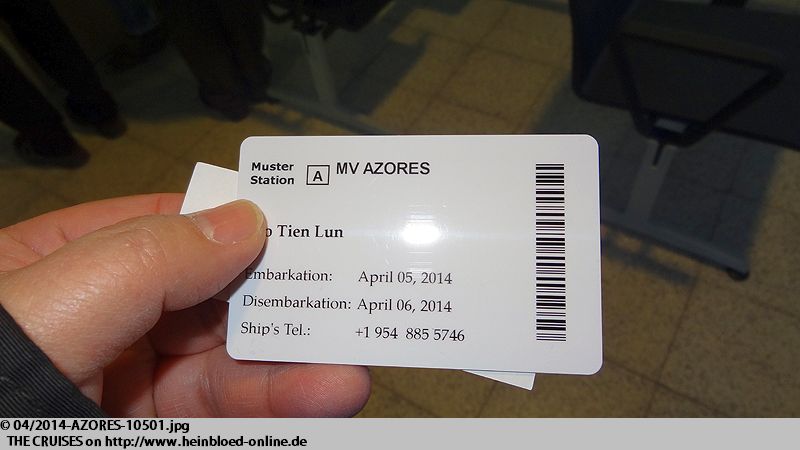 Muster
Station
A
MV AZORES
Tien Lun
Embarkation: April 05, 2014
Disembarkation: April 06, 2014
Ship's Tel.: +1 954 885 5746
© 04/2014-AZORES-10501.jpg
THE CRUISES on http://www.heinbloed-online.de